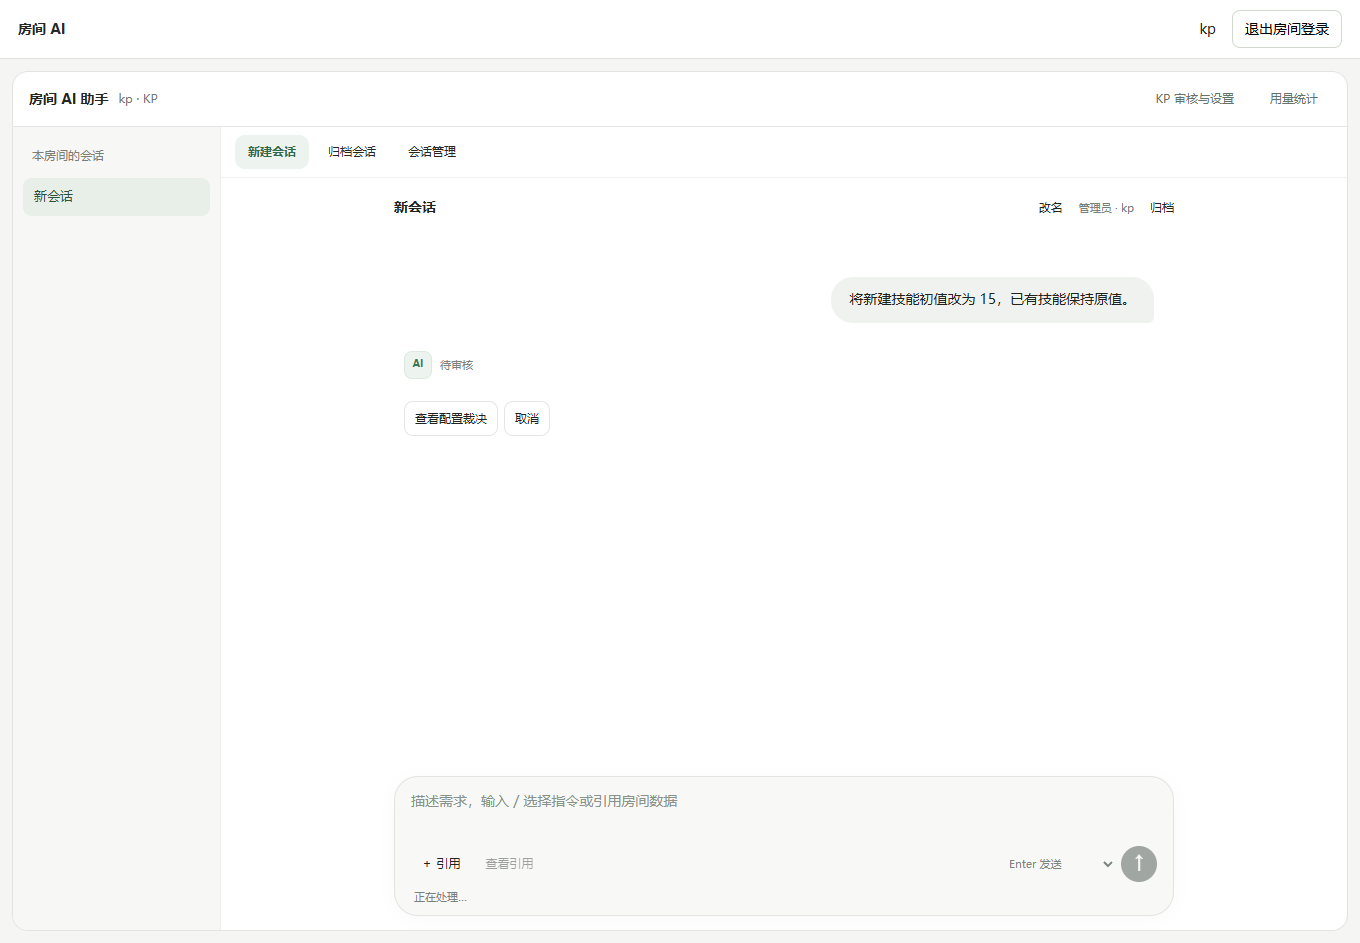 房间 AI
kp
退出房间登录
房间 AI 助手 kp · KP
KP 审核与设置
用量统计
本房间的会话
新会话
新建会话
归档会话
会话管理
新会话
改名
管理员 · kp
归档
将新建技能初值改为 15，已有技能保持原值。
AI
待审核
查看配置裁决
取消
描述需求，输入 / 选择指令或引用房间数据
+ 引用
查看引用
Enter 发送
↑
正在处理...